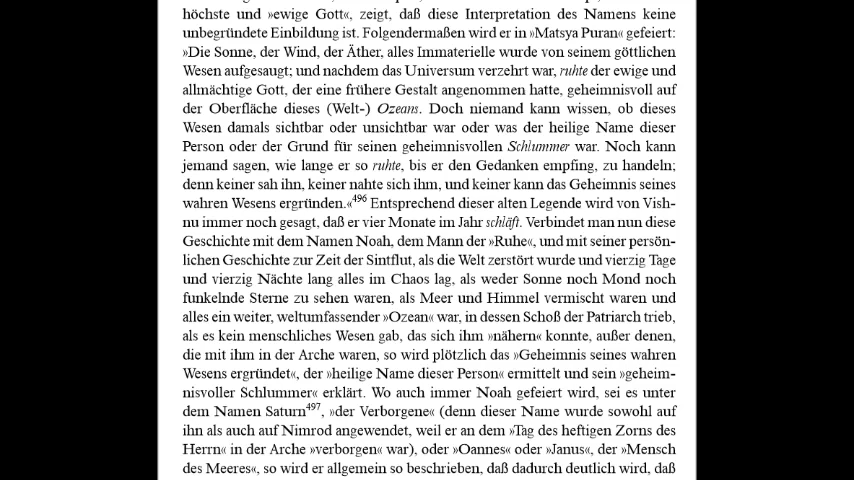 höchste und »ewige Gott«, zeigt, daß diese Interpretation des Namens keine
unbegründete Einbildung ist. Folgendermaßen wird er in »Matsya Puran« gefeiert:
»Die Sonne, der Wind, der Äther, alles Immaterielle wurde von seinem göttlichen
Wesen aufgesaugt; und nachdem das Universum verzehrt war, ruhte der ewige und
allmächtige Gott, der eine frühere Gestalt angenommen hatte, geheimnisvoll auf
der Oberfläche dieses (Welt-) Ozeans. Doch niemand kann wissen, ob dieses
Wesen damals sichtbar oder unsichtbar war oder was der heilige Name dieser
Person oder der Grund für seinen geheimnisvollen Schlummer war. Noch kann
jemand sagen, wie lange er so ruhte, bis er den Gedanken empfing, zu handeln;
denn keiner sah ihn, keiner nahte sich ihm, und keiner kann das Geheimnis seines
wahren Wesens ergründen.«496 Entsprechend dieser alten Legende wird von Vish-
nu immer noch gesagt, daß er vier Monate im Jahr schläft. Verbindet man nun diese
Geschichte mit dem Namen Noah, dem Mann der »Ruhe«, und mit seiner persön-
lichen Geschichte zur Zeit der Sintflut, als die Welt zerstört wurde und vierzig Tage
und vierzig Nächte lang alles im Chaos lag, als weder Sonne noch Mond noch
funkelnde Sterne zu sehen waren, als Meer und Himmel vermischt waren und
alles ein weiter, weltumfassender »Ozean« war, in dessen Schoß der Patriarch trieb,
als es kein menschliches Wesen gab, das sich ihm »nähern« konnte, außer denen,
die mit ihm in der Arche waren, so wird plötzlich das »Geheimnis seines wahren
Wesens ergründet«, der »heilige Name dieser Person« ermittelt und sein »geheim-
nisvoller Schlummer« erklärt. Wo auch immer Noah gefeiert wird, sei es unter
dem Namen Saturn497, »der Verborgene« (denn dieser Name wurde sowohl auf
ihn als auch auf Nimrod angewendet, weil er an dem »Tag des heftigen Zorns des
Herrn« in der Arche »verborgen« war), oder »Oannes« oder »Janus«, der »Mensch
des Meeres«, so wird er allgemein so beschrieben, daß dadurch deutlich wird, daß